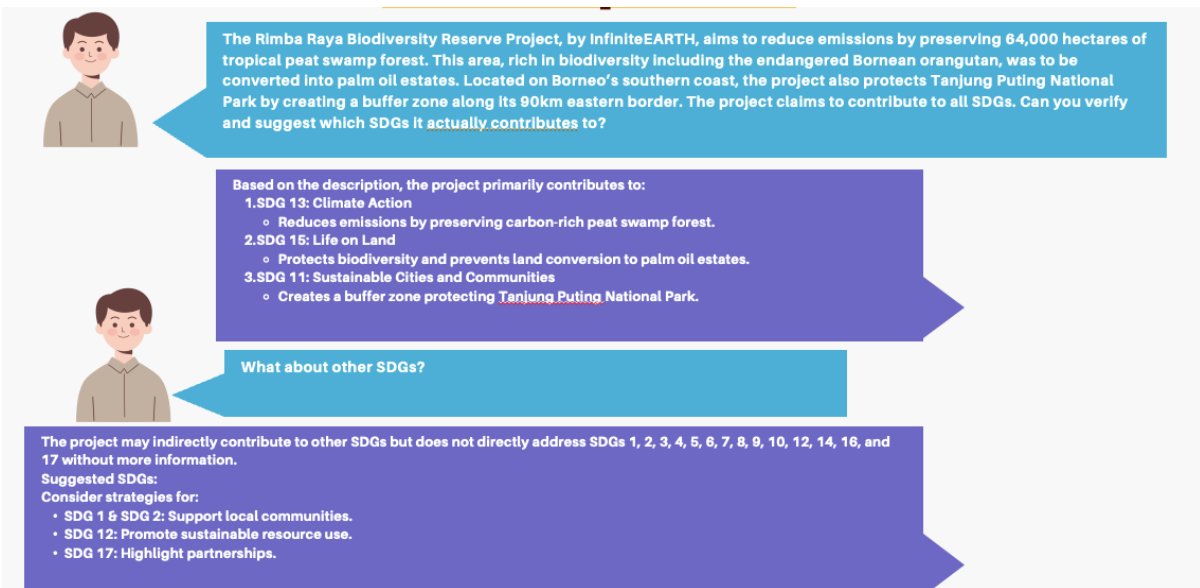 The Rimba Raya Biodiversity Reserve Project, by InfiniteEARTH, aims to reduce emissions by preserving 64,000 hectares of
tropical peat swamp forest. This area, rich in biodiversity including the endangered Bornean orangutan, was to be
converted into palm oil estates. Located on Borneo’s southern coast, the project also protects Tanjung Puting National
Park by creating a buffer zone along its 90km eastern border. The project claims to contribute to all SDGs. Can you verify
and suggest which SDGs it actually contributes to?
Based on the description, the project primarily contributes to:
1.SDG 13: Climate Action
◦ Reduces emissions by preserving carbon-rich peat swamp forest.
2.SDG 15: Life on Land
◦ Protects biodiversity and prevents land conversion to palm oil estates.
3.SDG 11: Sustainable Cities and Communities
◦ Creates a buffer zone protecting Tanjung Puting National Park.
What about other SDGs?
The project may indirectly contribute to other SDGs but does not directly address SDGs 1, 2, 3, 4, 5, 6, 7, 8, 9, 10, 12, 14, 16, and
17 without more information.
Suggested SDGs:
Consider strategies for:
• SDG 1 & SDG 2: Support local communities.
• SDG 12: Promote sustainable resource use.
• SDG 17: Highlight partnerships.